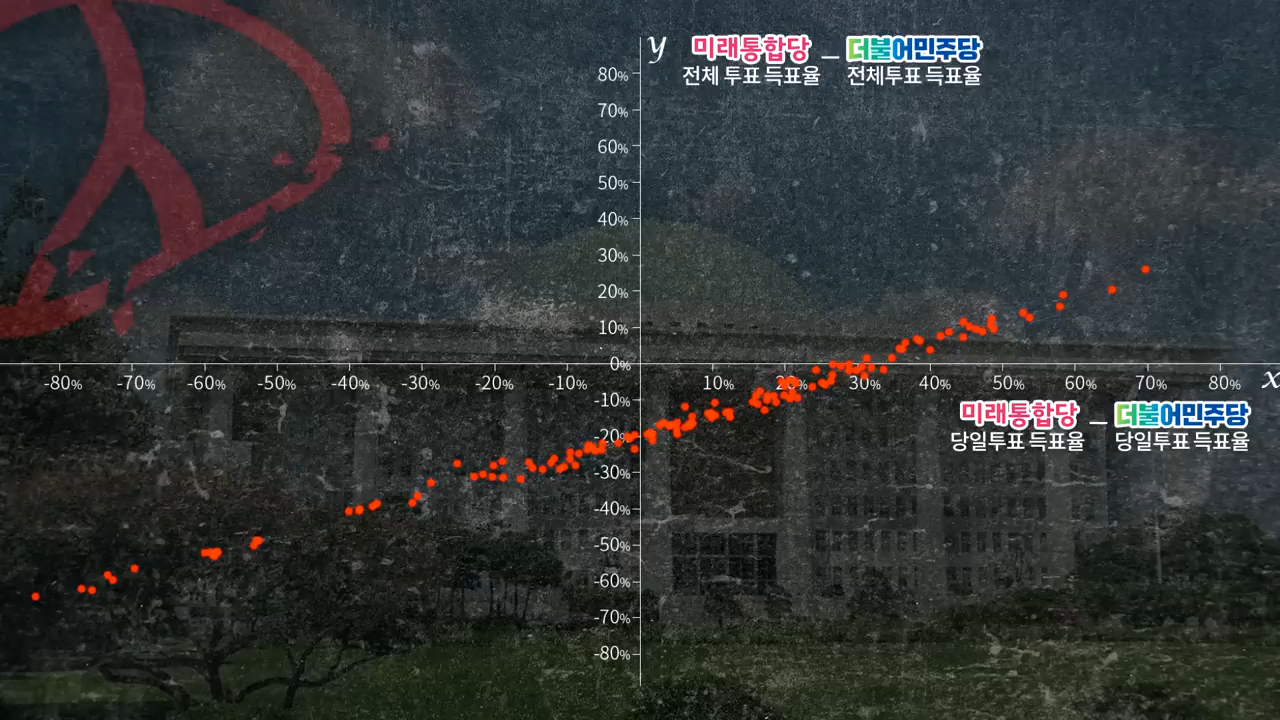 y
미래통합당 – 더불어민주당
전체 투표 득표율 전체투표 득표율
80%
70%
60%
50%
40%
30%
20%
10%
0%
-80% -70% -60% -50% -40% -30% -20% -10% 10% 20% 30% 40% 50% 60% 70% 80% x
-10%
-20%
-30%
-40%
-50%
-60%
-70%
-80%
미래통합당 – 더불어민주당
당일투표 득표율 당일투표 득표율